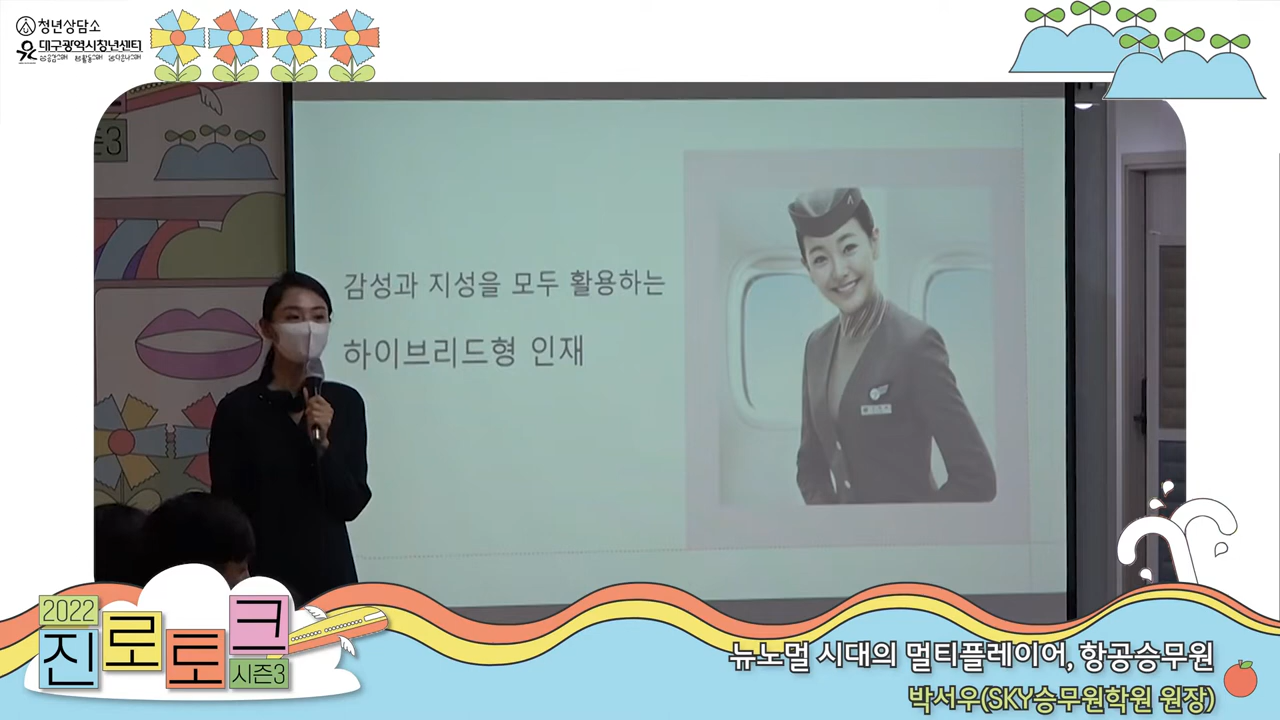 청년상담소
대구광역시청년센터
즌3
감성과 지성을 모두 활용하는
하이브리드형 인재
2022
진로토크
시즌3
뉴노멀 시대의 멀티플레이어, 항공승무원
박서우(SKY승무원학원 원장)